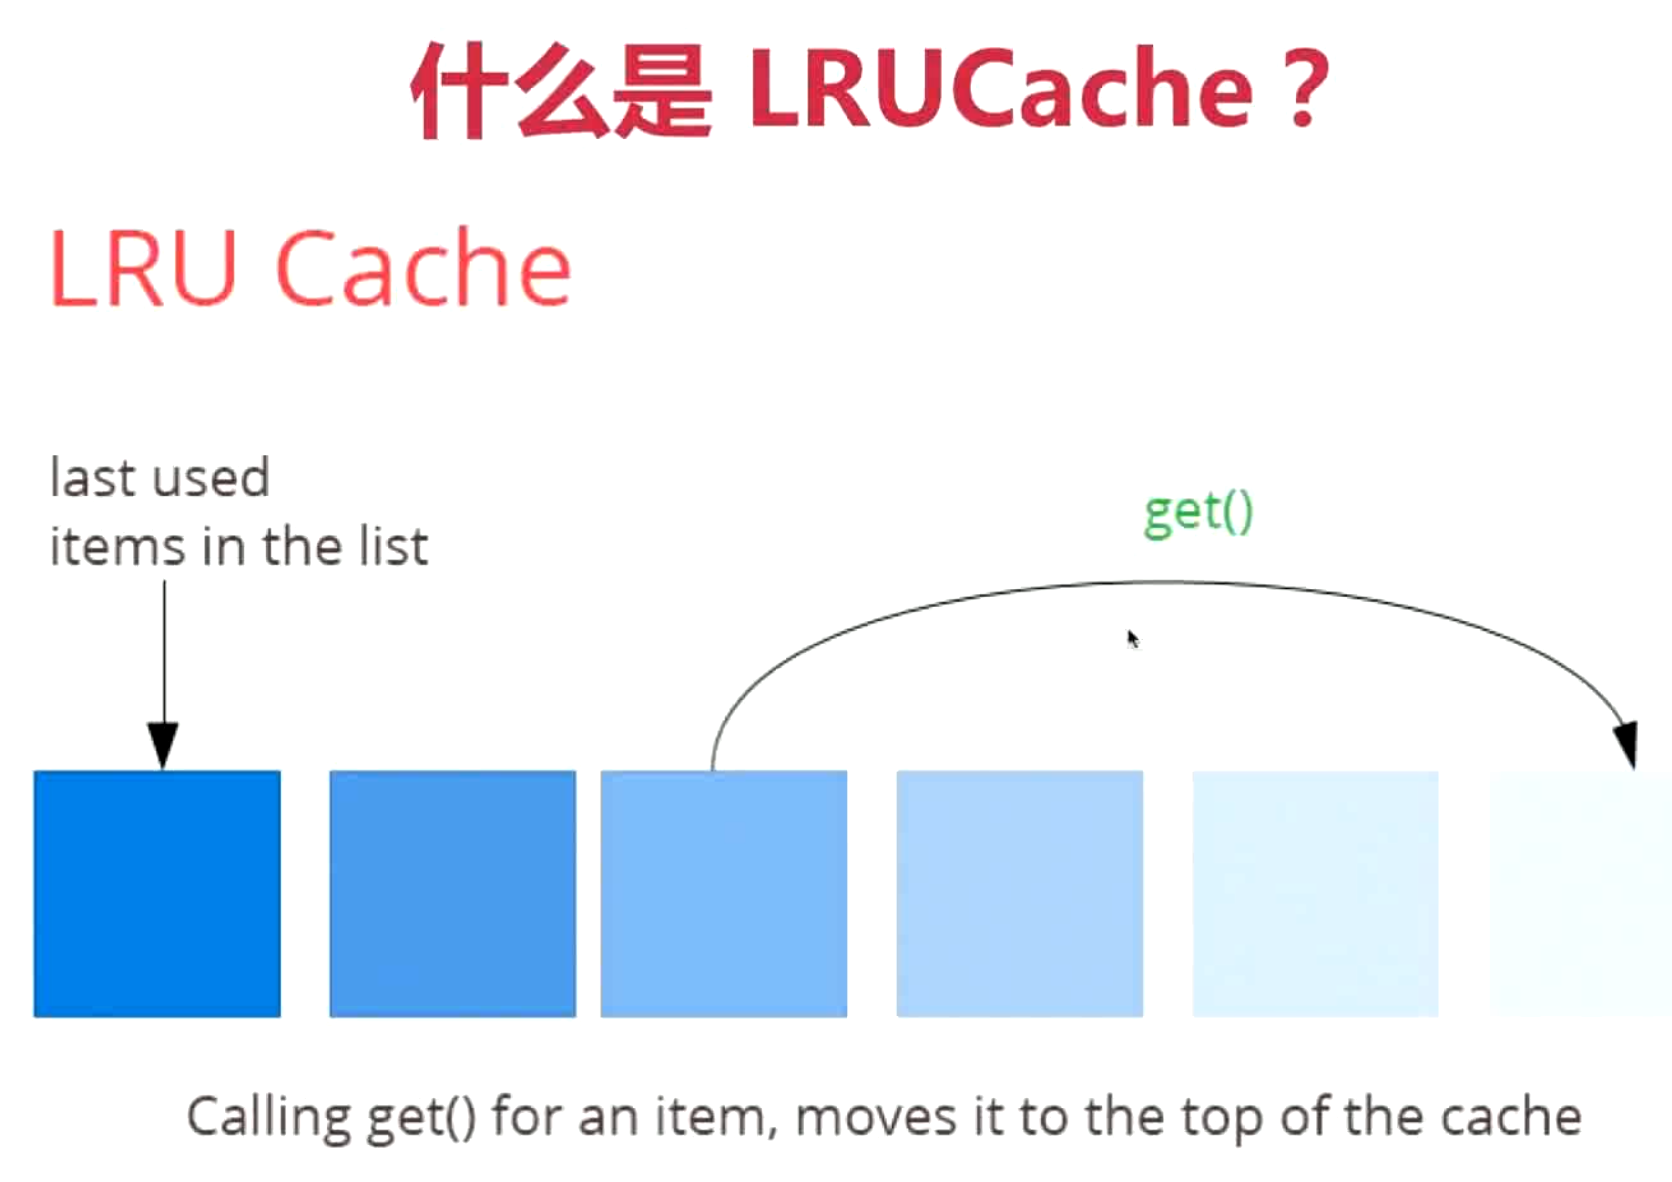 什么是 LRUCache？
LRU Cache
last used
items in the list
get()
Calling get() for an item, moves it to the top of the cache